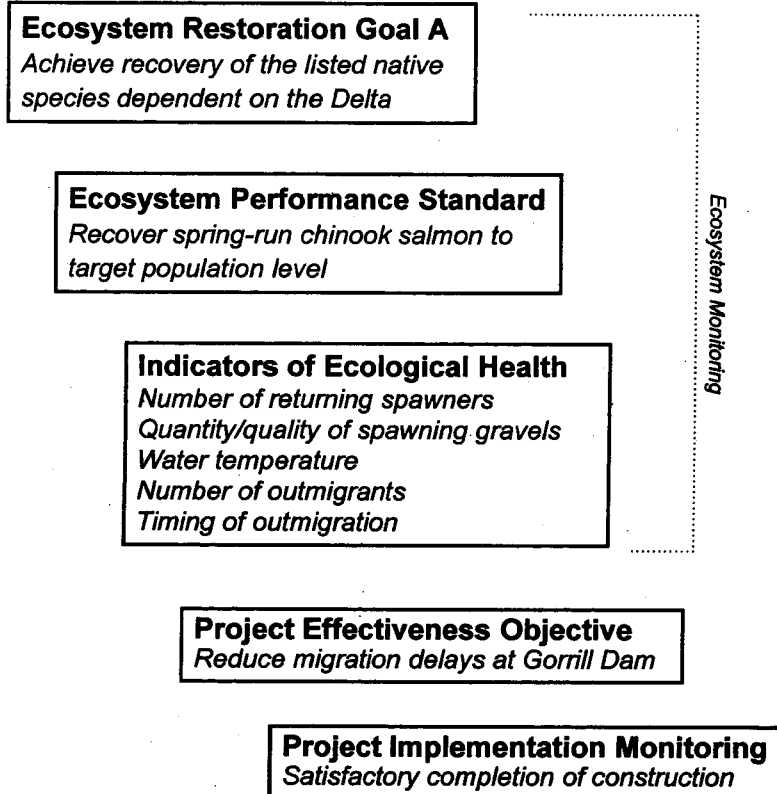 Ecosystem Restoration Goal A
Achieve recovery of the listed native
species dependent on the Delta
Ecosystem Performance Standard
Recover spring-run chinook salmon to
target population level
Ecosystem Monitoring
Indicators of Ecological Health
Number of returning spawners
Quantity/quality of spawning gravels
Water temperature
Number of outmigrants
Timing of outmigration
Project Effectiveness Objective
Reduce migration delays at Gorrill Dam
Project Implementation Monitoring
Satisfactory completion of construction